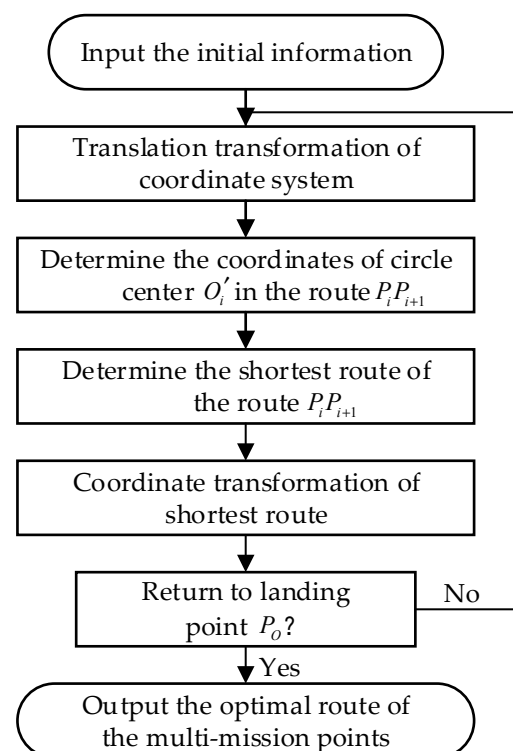 Input the initial information
Translation transformation of
coordinate system
Determine the coordinates of circle
center O′ᵢ in the route PᵢPᵢ₊₁
Determine the shortest route of
the route PᵢPᵢ₊₁
Coordinate transformation of
shortest route
Return to landing
point P_O?
No
Yes
Output the optimal route of
the multi-mission points